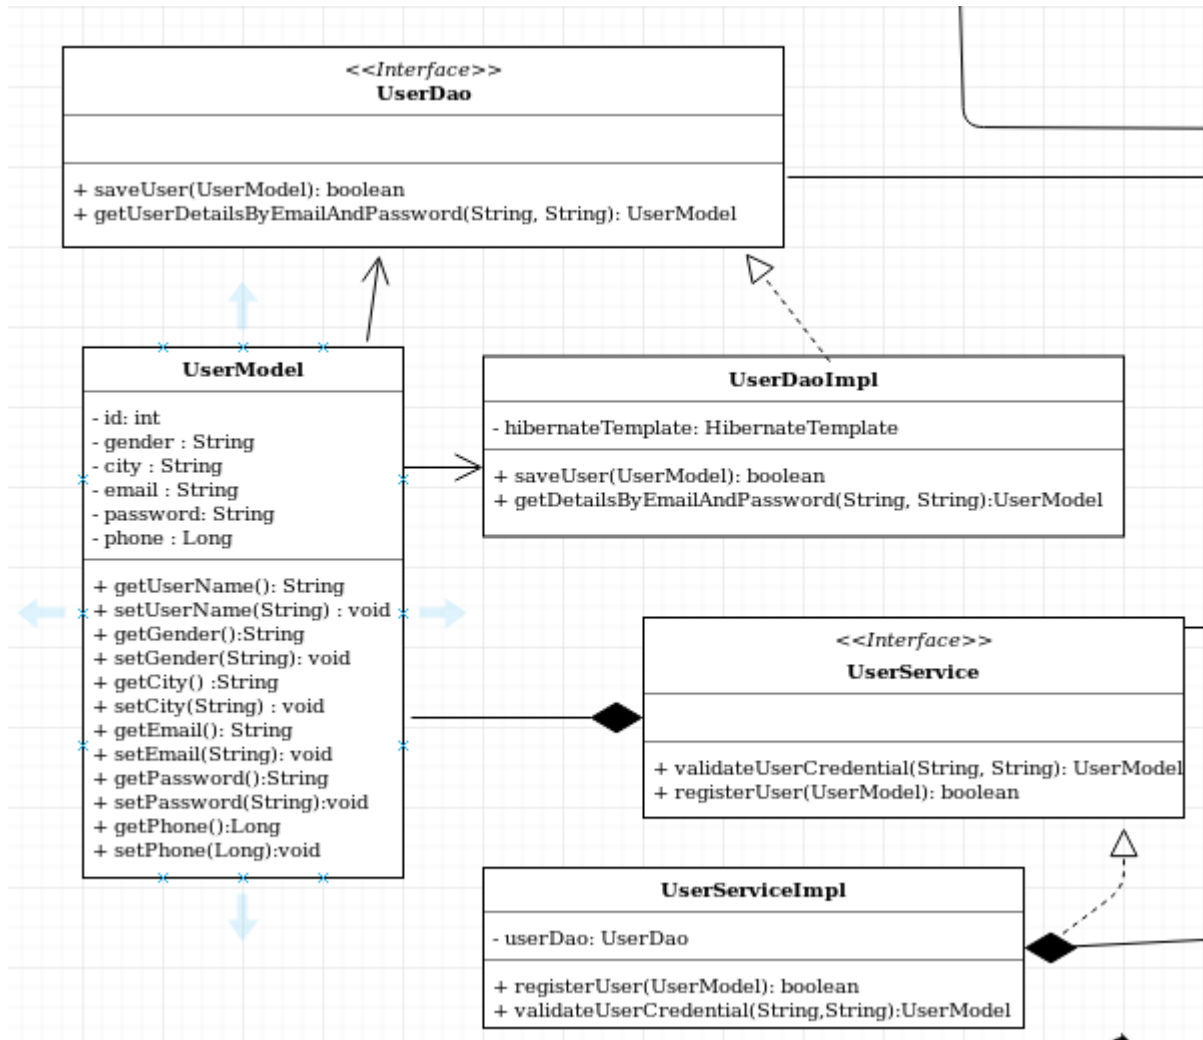 <<Interface>>
UserDao
+ saveUser(UserModel): boolean
+ getUserDetailsByEmailAndPassword(String, String): UserModel
UserModel
- id: int
- gender : String
- city : String
- email : String
- password: String
- phone : Long
+ getUserName(): String
+ setUserName(String) : void
+ getGender():String
+ setGender(String): void
+ getCity() :String
+ setCity(String) : void
+ getEmail(): String
+ setEmail(String): void
+ getPassword():String
+ setPassword(String):void
+ getPhone():Long
+ setPhone(Long):void
UserDaoImpl
- hibernateTemplate: HibernateTemplate
+ saveUser(UserModel): boolean
+ getDetailsByEmailAndPassword(String, String):UserModel
<<Interface>>
UserService
+ validateUserCredential(String, String): UserModel
+ registerUser(UserModel): boolean
UserServiceImpl
- userDao: UserDao
+ registerUser(UserModel): boolean
+ validateUserCredential(String,String):UserModel